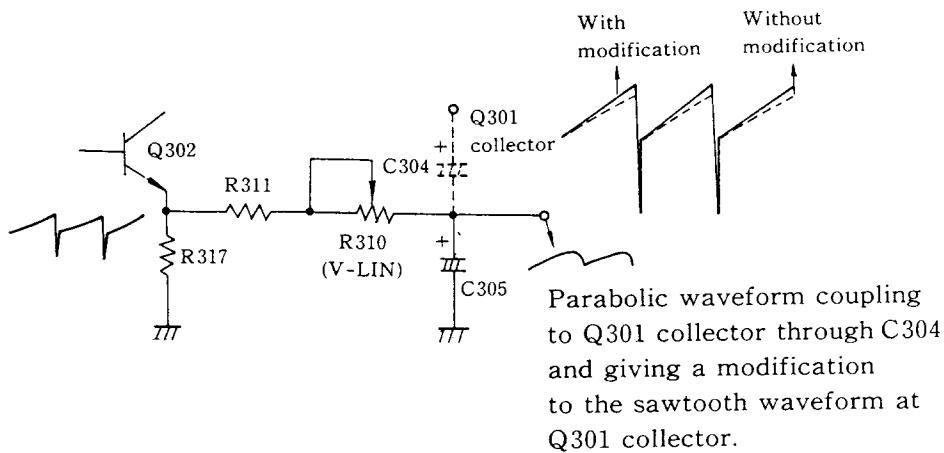 With
modification
Without
modification
Q301
collector
+
C304
Q302
R311
R317
R310
(V-LIN)
+
C305
Parabolic waveform coupling
to Q301 collector through C304
and giving a modification
to the sawtooth waveform at
Q301 collector.